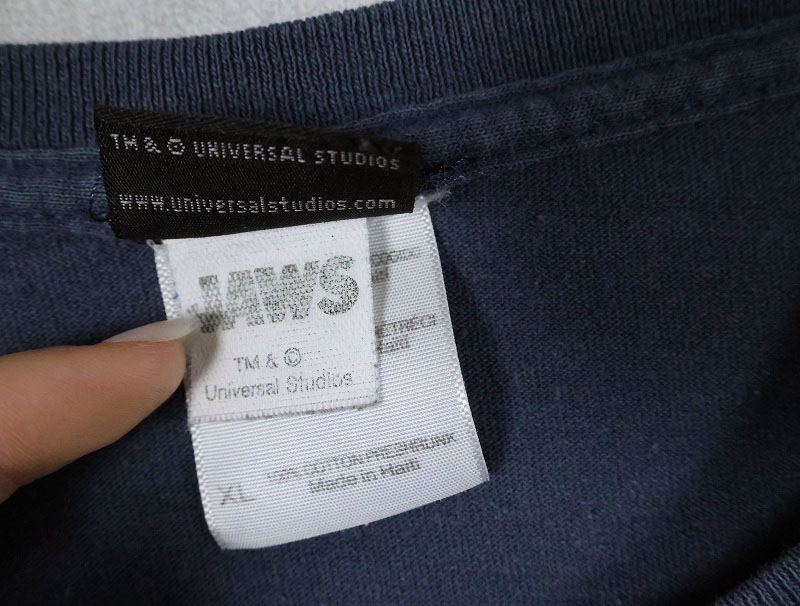 TM & © UNIVERSAL STUDIOS
www.universalstudios.com
JAWS
TM & ©
Universal Studios
XL
100% COTTON PRESHRUNK
Made in Haiti